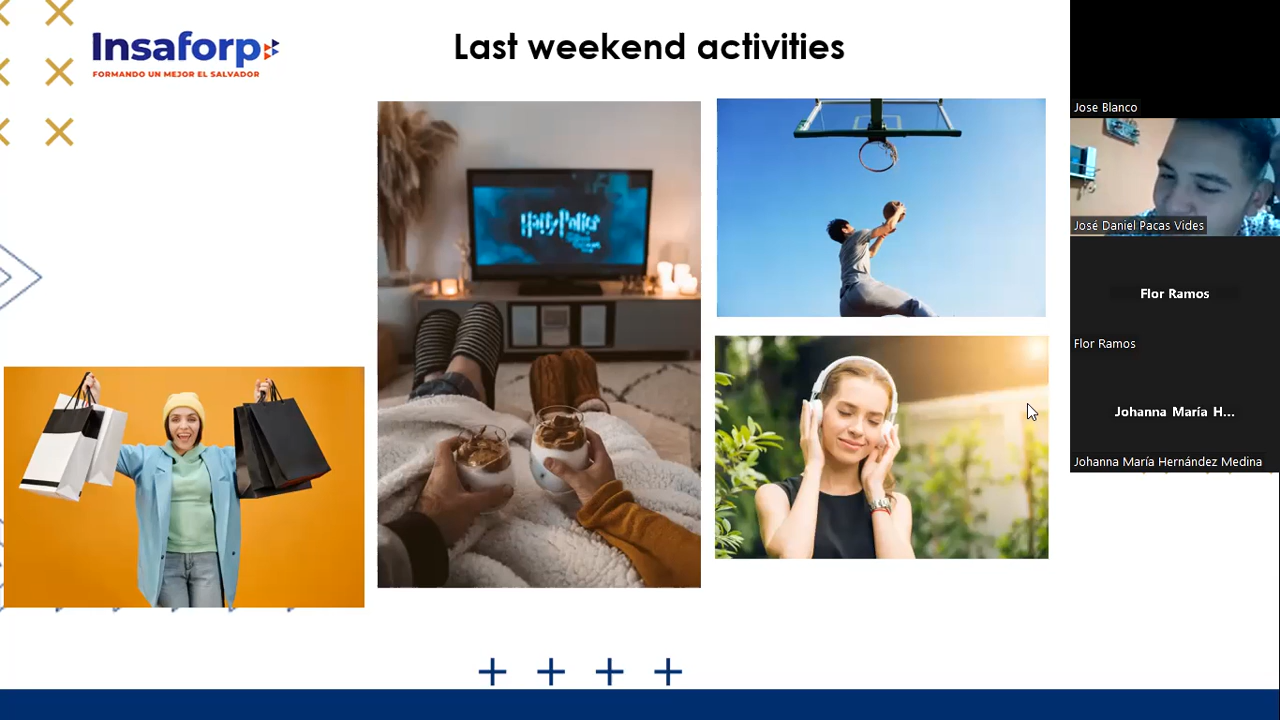 Insaforp
FORMANDO UN MEJOR EL SALVADOR
Last weekend activities
Harry Potter
Jose Blanco
José Daniel Pacas Vides
Flor Ramos
Flor Ramos
Johanna María H...
Johanna María Hernández Medina